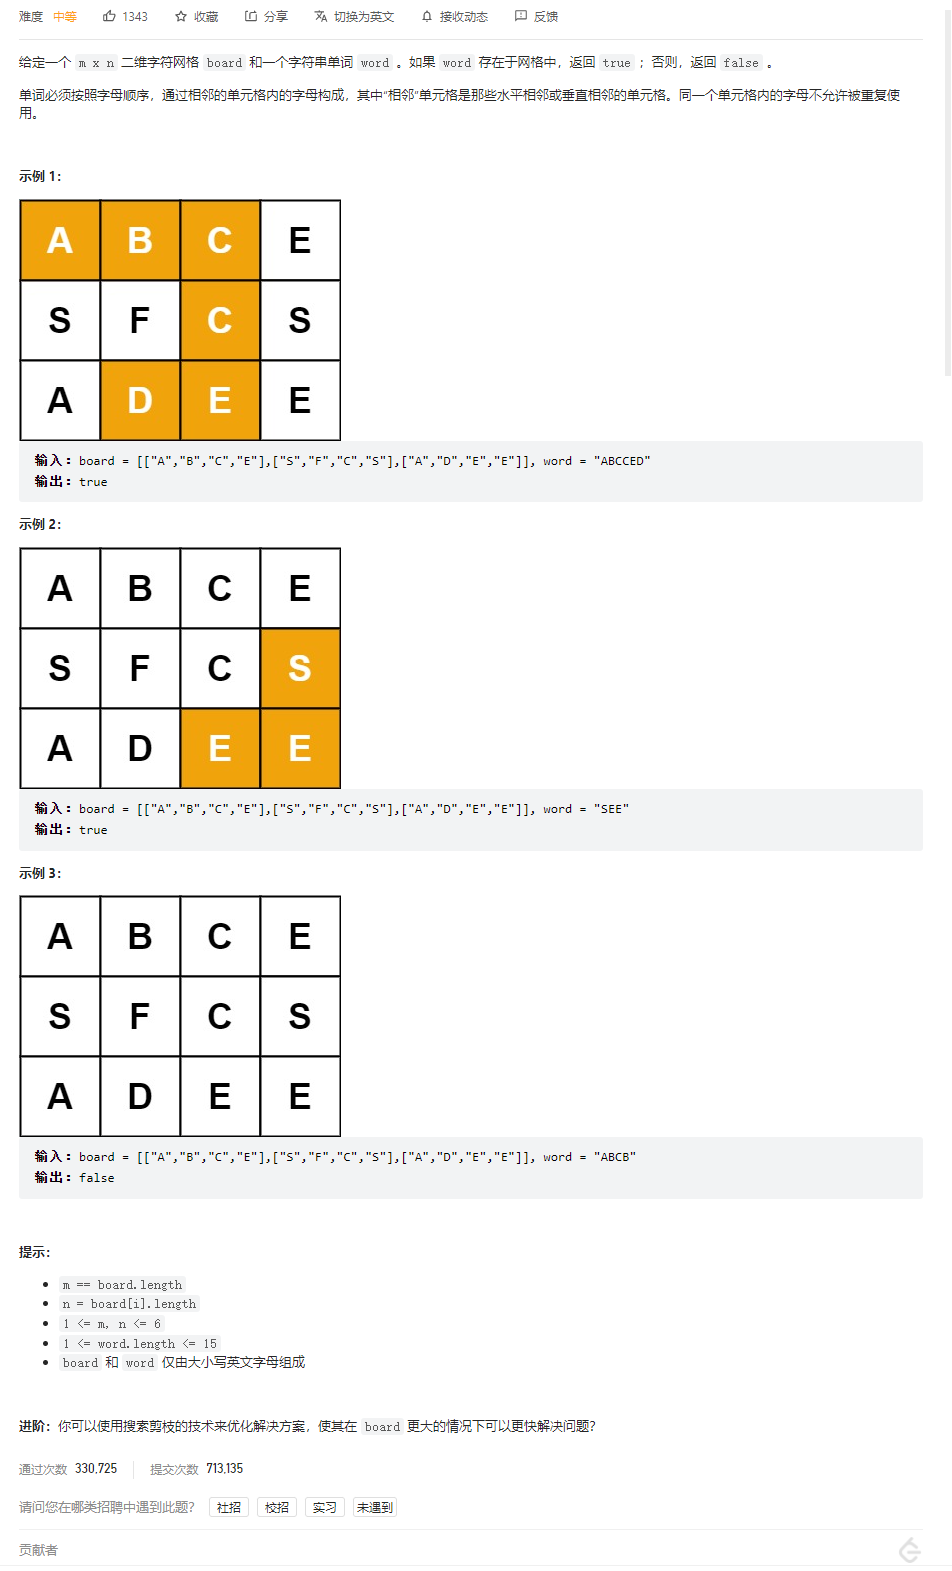 难度 中等 1343 收藏 分享 切换为英文 接收动态 反馈
给定一个 m x n 二维字符网格 board 和一个字符串单词 word 。如果 word 存在于网格中，返回 true ；否则，返回 false 。
单词必须按照字母顺序，通过相邻的单元格内的字母构成，其中“相邻”单元格是那些水平相邻或垂直相邻的单元格。同一个单元格内的字母不允许被重复使
用。
示例 1：
A B C E
S F C S
A D E E
输入：board = [["A","B","C","E"],["S","F","C","S"],["A","D","E","E"]], word = "ABCCED"
输出：true
示例 2：
A B C E
S F C S
A D E E
输入：board = [["A","B","C","E"],["S","F","C","S"],["A","D","E","E"]], word = "SEE"
输出：true
示例 3：
A B C E
S F C S
A D E E
输入：board = [["A","B","C","E"],["S","F","C","S"],["A","D","E","E"]], word = "ABCB"
输出：false
提示：
m == board.length
n = board[i].length
1 <= m, n <= 6
1 <= word.length <= 15
board 和 word 仅由大小写英文字母组成
进阶：你可以使用搜索剪枝的技术来优化解决方案，使其在 board 更大的情况下可以更快解决问题？
通过次数 330,725 提交次数 713,135
请问您在哪类招聘中遇到此题？ 社招 校招 实习 未遇到
贡献者